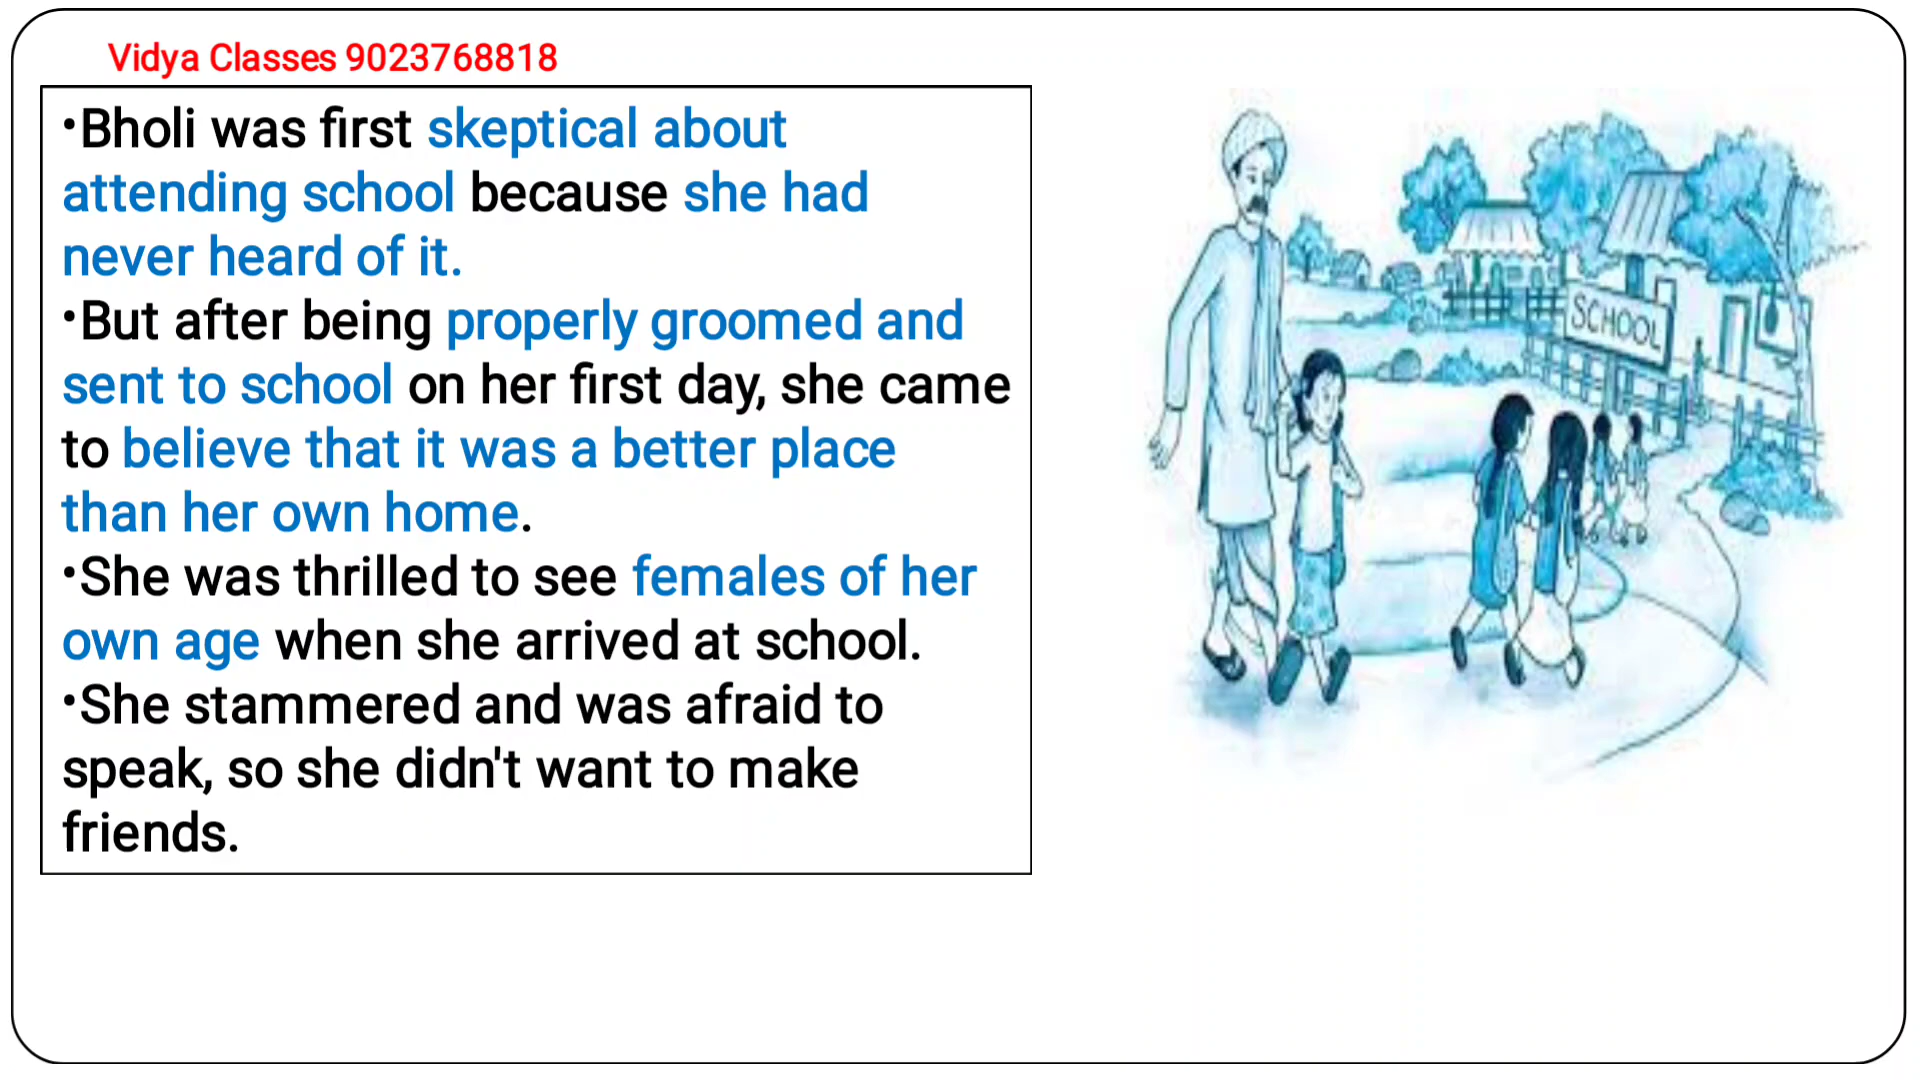 Vidya Classes 9023768818
•Bholi was first skeptical about
attending school because she had
never heard of it.
•But after being properly groomed and
sent to school on her first day, she came
to believe that it was a better place
than her own home.
•She was thrilled to see females of her
own age when she arrived at school.
•She stammered and was afraid to
speak, so she didn't want to make
friends.
SCHOOL